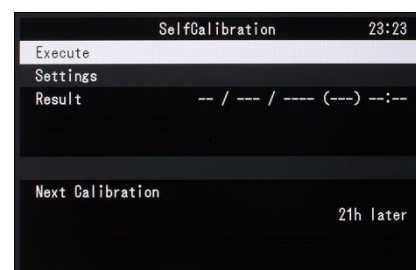 SelfCalibration 23:23
Execute
Settings
Result -- / --- / ---- (---) --:--
Next Calibration
21h later